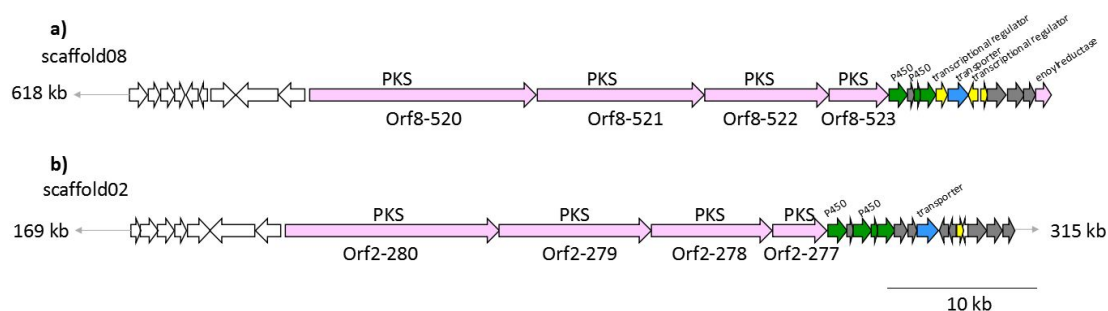 a)
scaffold08
618 kb
PKS PKS PKS PKS
P450 P450 transcriptional regulator transporter transcriptional regulator enoylreductase
Orf8-520 Orf8-521 Orf8-522 Orf8-523
b)
scaffold02
169 kb
PKS PKS PKS PKS
P450 P450 transporter
315 kb
Orf2-280 Orf2-279 Orf2-278 Orf2-277
10 kb